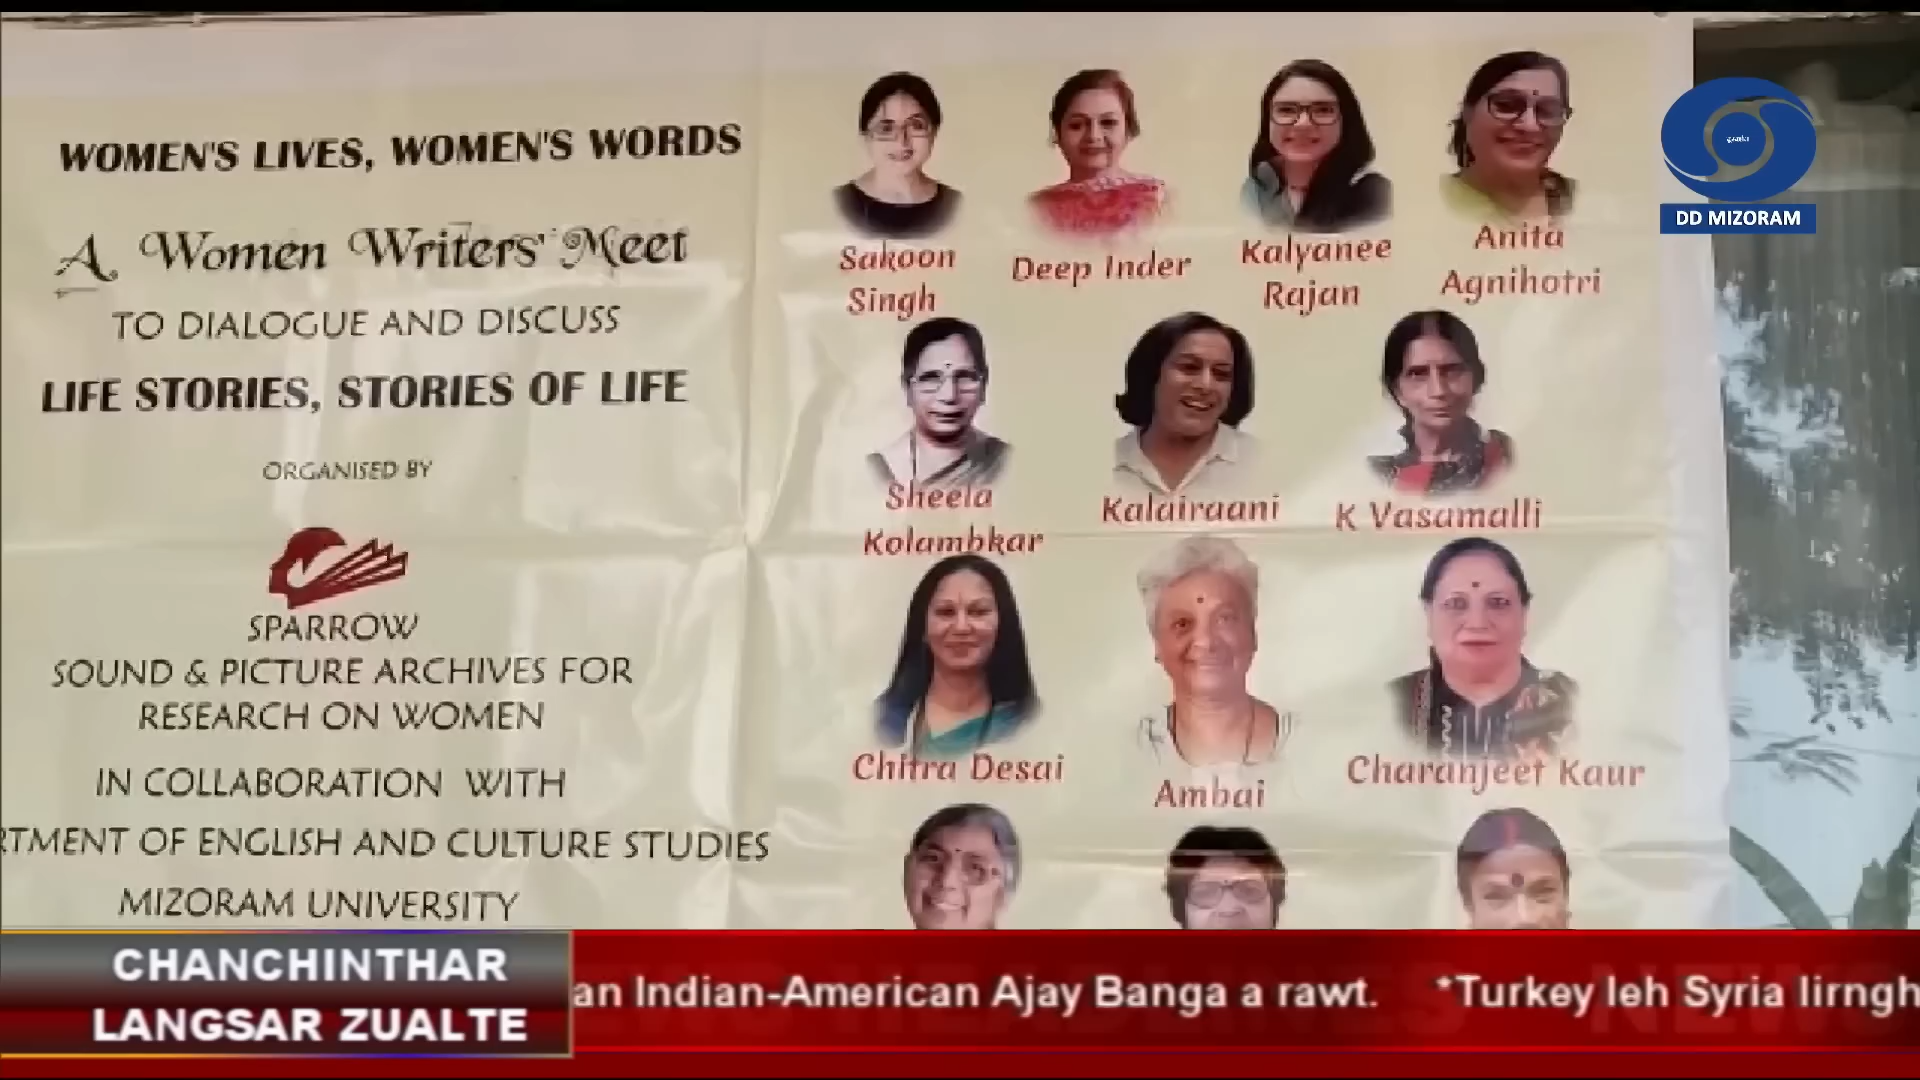 WOMEN'S LIVES, WOMEN'S WORDS
A Women Writers' Meet
TO DIALOGUE AND DISCUSS
LIFE STORIES, STORIES OF LIFE
ORGANISED BY
SPARROW
SOUND & PICTURE ARCHIVES FOR
RESEARCH ON WOMEN
IN COLLABORATION WITH
RTMENT OF ENGLISH AND CULTURE STUDIES
MIZORAM UNIVERSITY
Sakoon
Singh
Deep Inder
Kalyanee
Rajan
Anita
Agnihotri
Sheela
Kolambkar
Kalairaani
K Vasamalli
Chitra Desai
Ambai
Charanjeet Kaur
DD MIZORAM
CHANCHINTHAR
LANGSAR ZUALTE
an Indian-American Ajay Banga a rawt. *Turkey leh Syria lirngh